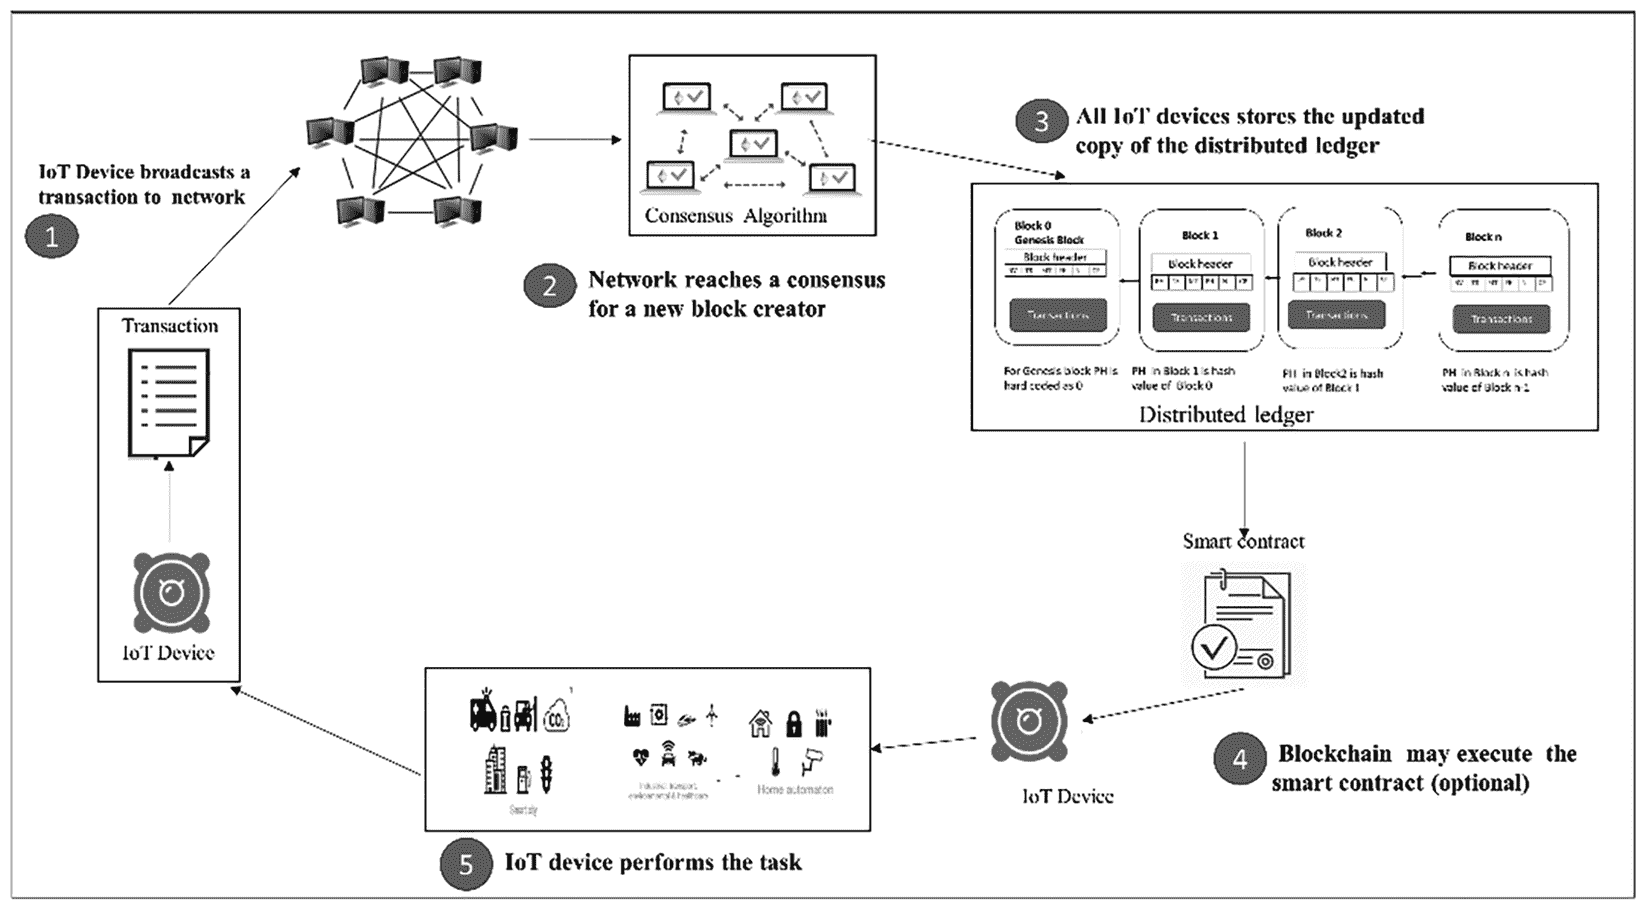 IoT Device broadcasts a
transaction to network
1
Transaction
IoT Device
Consensus Algorithm
2
Network reaches a consensus
for a new block creator
3
All IoT devices stores the updated
copy of the distributed ledger
Block 0
Genesis Block
Block header
Transactions
For Genesis block PH is
hard coded as 0
Block 1
Block header
Transactions
PH in Block 1 is hash
value of Block 0
Block 2
Block header
Transactions
PH in Block2 is hash
value of Block 1
Block n
Block header
Transactions
PH in Block n is hash
value of Block n-1
Distributed ledger
Smart contract
4
Blockchain may execute the
smart contract (optional)
IoT Device
CO2
1
Smart city
Industrial, transport,
environmental & healthcare
Home automation
5
IoT device performs the task